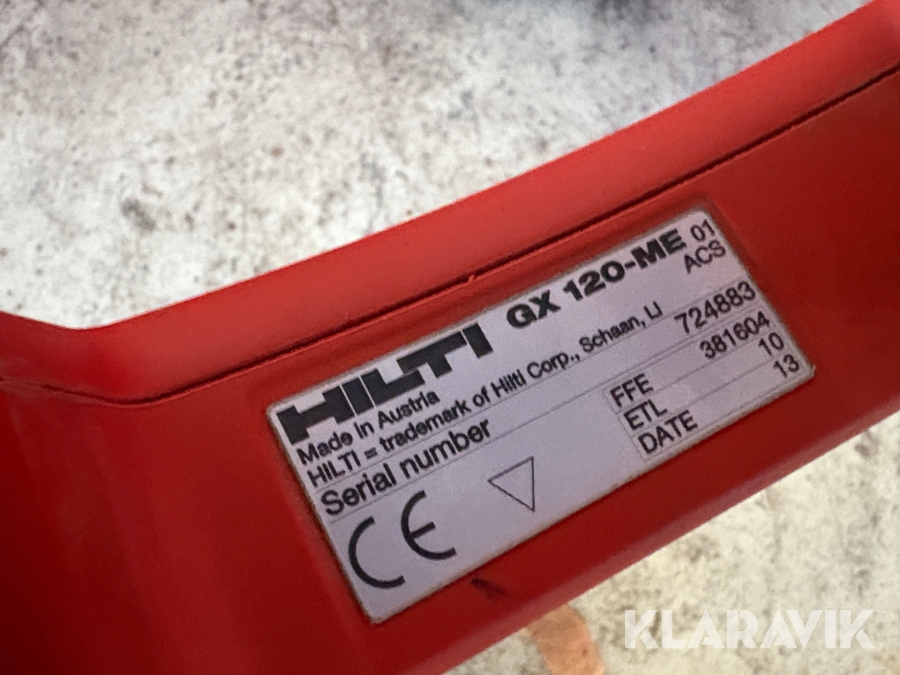 HILTI GX 120-ME 01
ACS
Made in Austria
HILTI = trademark of Hilti Corp., Schaan, LI
Serial number 724883
FFE 381604
ETL 10
DATE 13
CE
KLARAVIK